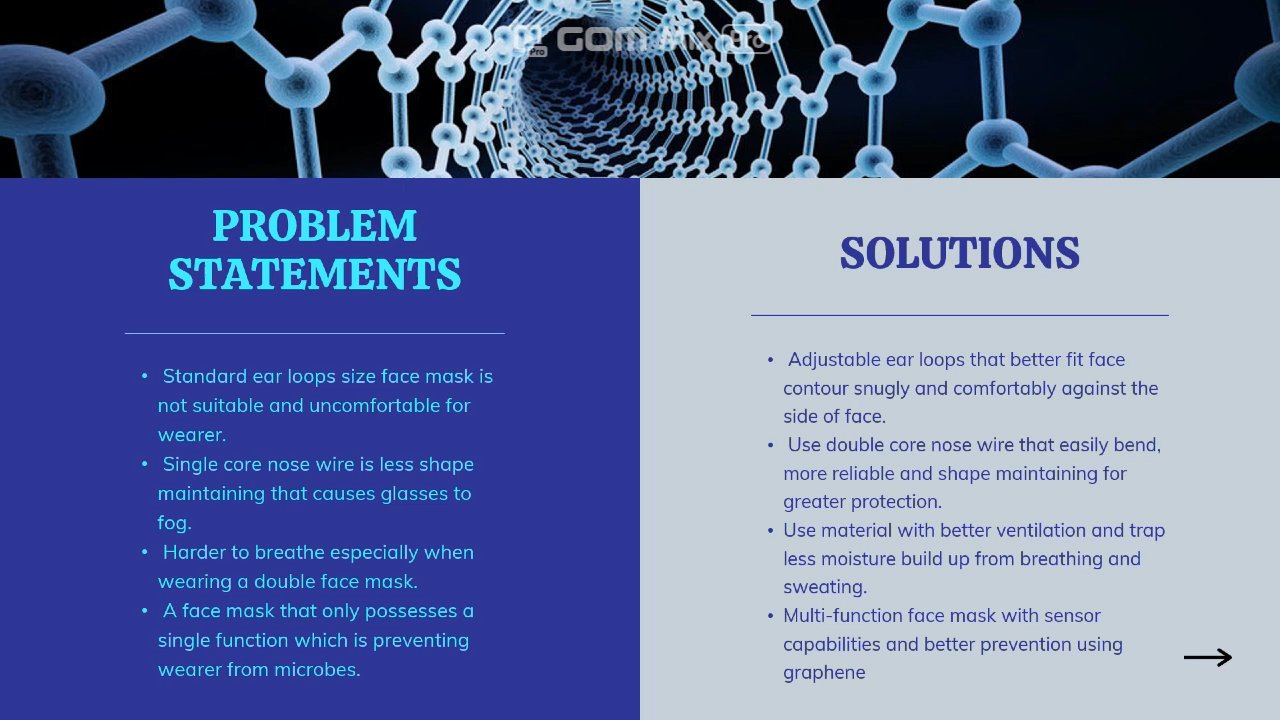 GOM Mix Pro
Pro
PROBLEM
STATEMENTS
• Standard ear loops size face mask is
not suitable and uncomfortable for
wearer.
• Single core nose wire is less shape
maintaining that causes glasses to
fog.
• Harder to breathe especially when
wearing a double face mask.
• A face mask that only possesses a
single function which is preventing
wearer from microbes.
SOLUTIONS
• Adjustable ear loops that better fit face
contour snugly and comfortably against the
side of face.
• Use double core nose wire that easily bend,
more reliable and shape maintaining for
greater protection.
• Use material with better ventilation and trap
less moisture build up from breathing and
sweating.
• Multi-function face mask with sensor
capabilities and better prevention using
graphene